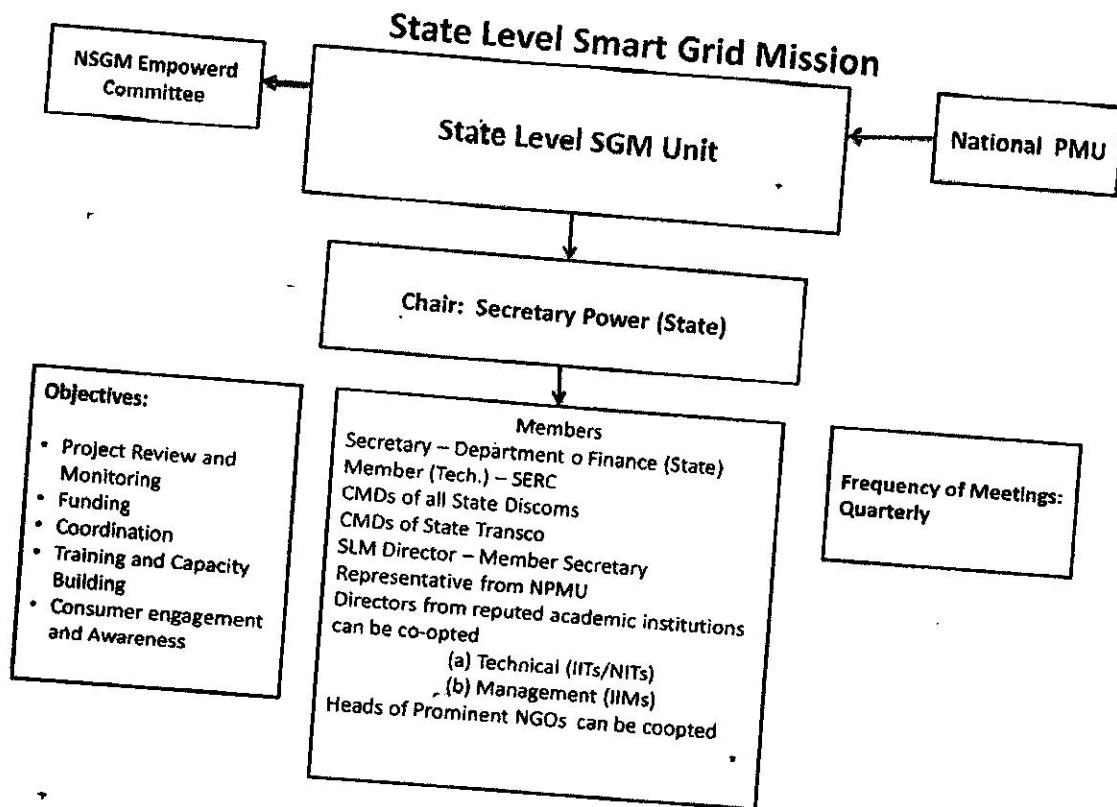 State Level Smart Grid Mission
NSGM Empowerd
Committee
State Level SGM Unit
National PMU
Chair: Secretary Power (State)
Objectives:
• Project Review and
Monitoring
• Funding
• Coordination
• Training and Capacity
Building
• Consumer engagement
and Awareness
Members
Secretary – Department o Finance (State)
Member (Tech.) – SERC
CMDs of all State Discoms
CMDs of State Transco
SLM Director – Member Secretary
Representative from NPMU
Directors from reputed academic institutions
can be co-opted
(a) Technical (IITs/NITs)
(b) Management (IIMs)
Heads of Prominent NGOs can be coopted
Frequency of Meetings:
Quarterly